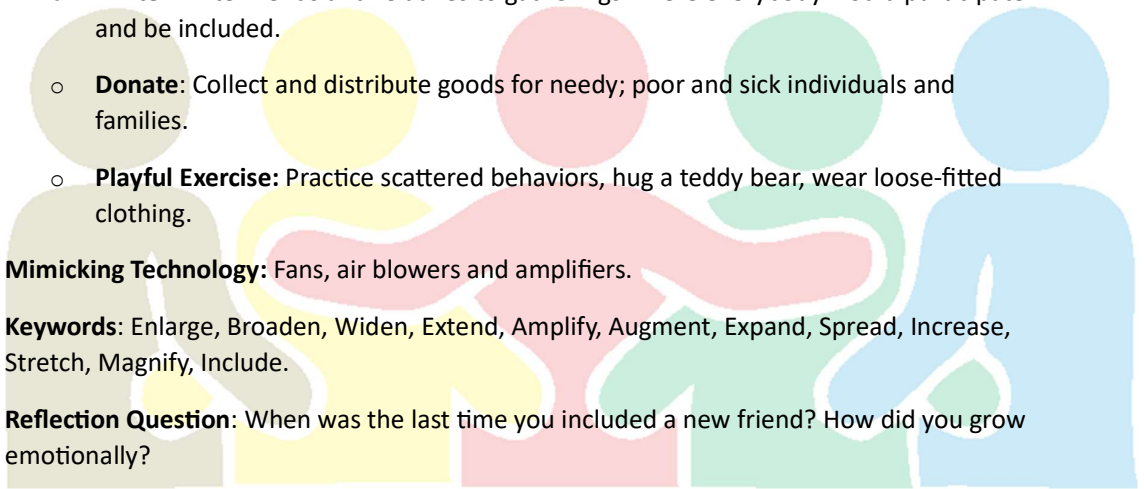 and be included.
o Donate: Collect and distribute goods for needy; poor and sick individuals and
families.
o Playful Exercise: Practice scattered behaviors, hug a teddy bear, wear loose-fitted
clothing.
Mimicking Technology: Fans, air blowers and amplifiers.
Keywords: Enlarge, Broaden, Widen, Extend, Amplify, Augment, Expand, Spread, Increase,
Stretch, Magnify, Include.
Reflection Question: When was the last time you included a new friend? How did you grow
emotionally?